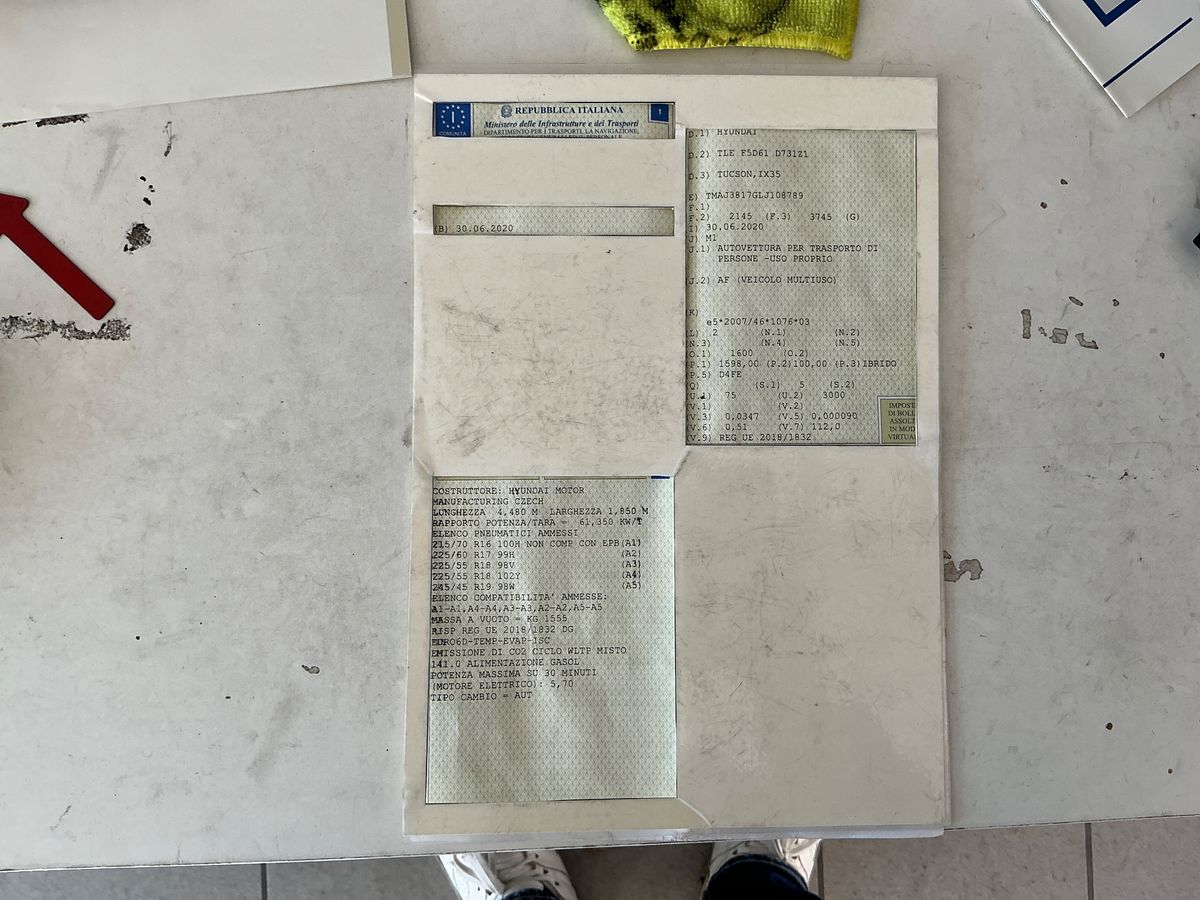 REPUBBLICA ITALIANA
1
COMUNITÀ
Ministero delle Infrastrutture e dei Trasporti
DIPARTIMENTO PER I TRASPORTI, LA NAVIGAZIONE,
I
(B) 30.06.2020
D.1) HYUNDAI
D.2) TLE F5D61 D731Z1
D.3) TUCSON,IX35
E) TMAJ3817GLJ108789
F.1)
F.2) 2145 (F.3) 3745 (G)
I) 30.06.2020
J) M1
J.1) AUTOVETTURA PER TRASPORTO DI
PERSONE -USO PROPRIO
J.2) AF (VEICOLO MULTIUSO)
(K)
e5*2007/46*1076*03
(L) 2 (N.1) (N.2)
(N.3) (N.4) (N.5)
(O.1) 1600 (O.2)
(P.1) 1598,00 (P.2)100,00 (P.3)IBRIDO
(P.5) D4FE
(Q) (S.1) 5 (S.2)
(U.1) 75 (U.2) 3000
(V.1) (V.2)
(V.3) 0,0347 (V.5) 0,000090
(V.6) 0,51 (V.7) 112,0
(V.9) REG UE 2018/1832
IMPOST
DI BOLL
ASSOLT
IN MOD
VIRTUA
COSTRUTTORE: HYUNDAI MOTOR
MANUFACTURING CZECH
LUNGHEZZA 4,480 M LARGHEZZA 1,850 M
RAPPORTO POTENZA/TARA = 61,350 KW/T
ELENCO PNEUMATICI AMMESSI
215/70 R16 100H NON COMP CON EPB(A1)
225/60 R17 99H (A2)
225/55 R18 98V (A3)
225/55 R18 102Y (A4)
245/45 R19 98W (A5)
ELENCO COMPATIBILITA' AMMESSE:
A1-A1,A4-A4,A3-A3,A2-A2,A5-A5
MASSA A VUOTO = KG 1555
RISP REG UE 2018/1832 DG
EURO6D-TEMP-EVAP-ISC
EMISSIONE DI CO2 CICLO WLTP MISTO
141.0 ALIMENTAZIONE GASOL
POTENZA MASSIMA SU 30 MINUTI
(MOTORE ELETTRICO): 5,70
TIPO CAMBIO = AUT